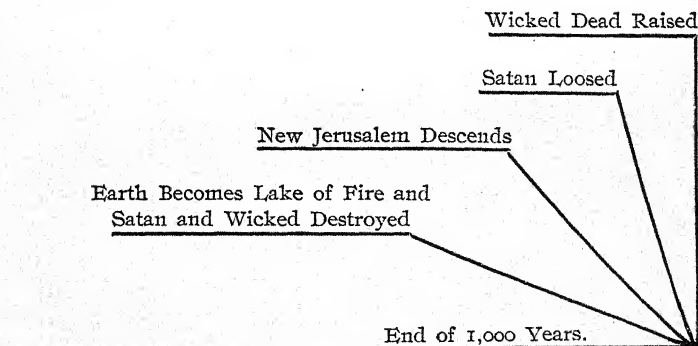 Wicked Dead Raised
Satan Loosed
New Jerusalem Descends
Earth Becomes Lake of Fire and
Satan and Wicked Destroyed
End of 1,000 Years.